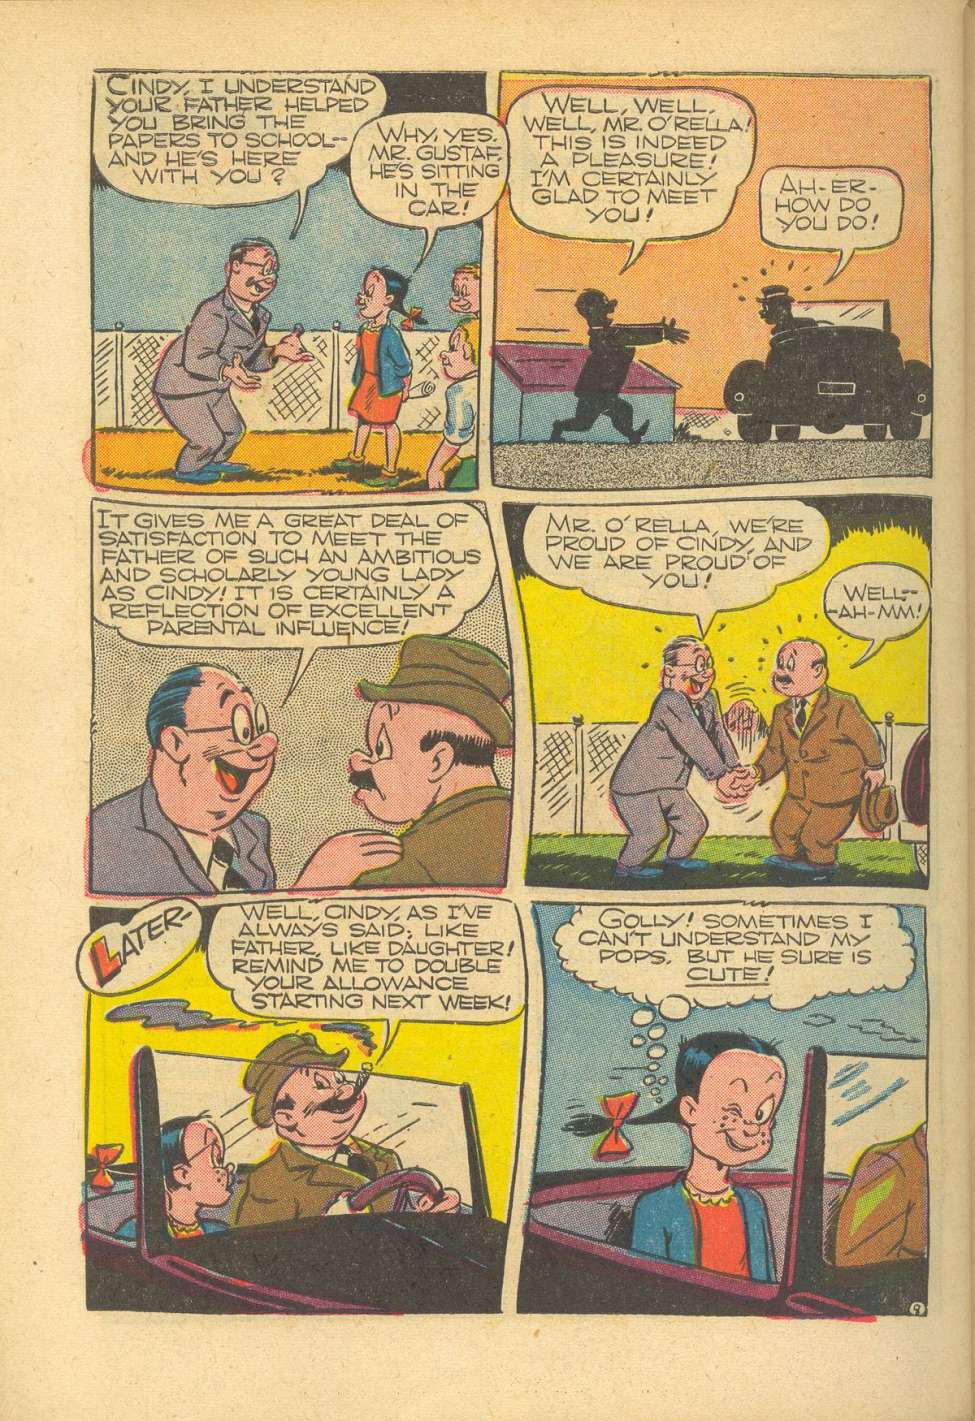 CINDY, I UNDERSTAND
YOUR FATHER HELPED
YOU BRING THE
PAPERS TO SCHOOL--
AND HE'S HERE
WITH YOU?
WHY, YES,
MR. GUSTAF,
HE'S SITTING
IN THE
CAR!
WELL, WELL,
WELL, MR. O'RELLA!
THIS IS INDEED
A PLEASURE!
I'M CERTAINLY
GLAD TO MEET
YOU!
AH-ER-
HOW DO
YOU DO!
IT GIVES ME A GREAT DEAL OF
SATISFACTION TO MEET THE
FATHER OF SUCH AN AMBITIOUS
AND SCHOLARLY YOUNG LADY
AS CINDY! IT IS CERTAINLY A
REFLECTION OF EXCELLENT
PARENTAL INFLUENCE!
MR. O'RELLA, WE'RE
PROUD OF CINDY, AND
WE ARE PROUD OF
YOU!
WELL--
-AH-MM!
LATER-
WELL, CINDY, AS I'VE
ALWAYS SAID; LIKE
FATHER, LIKE DAUGHTER!
REMIND ME TO DOUBLE
YOUR ALLOWANCE
STARTING NEXT WEEK!
GOLLY! SOMETIMES I
CAN'T UNDERSTAND MY
POPS, BUT HE SURE IS
CUTE!
9